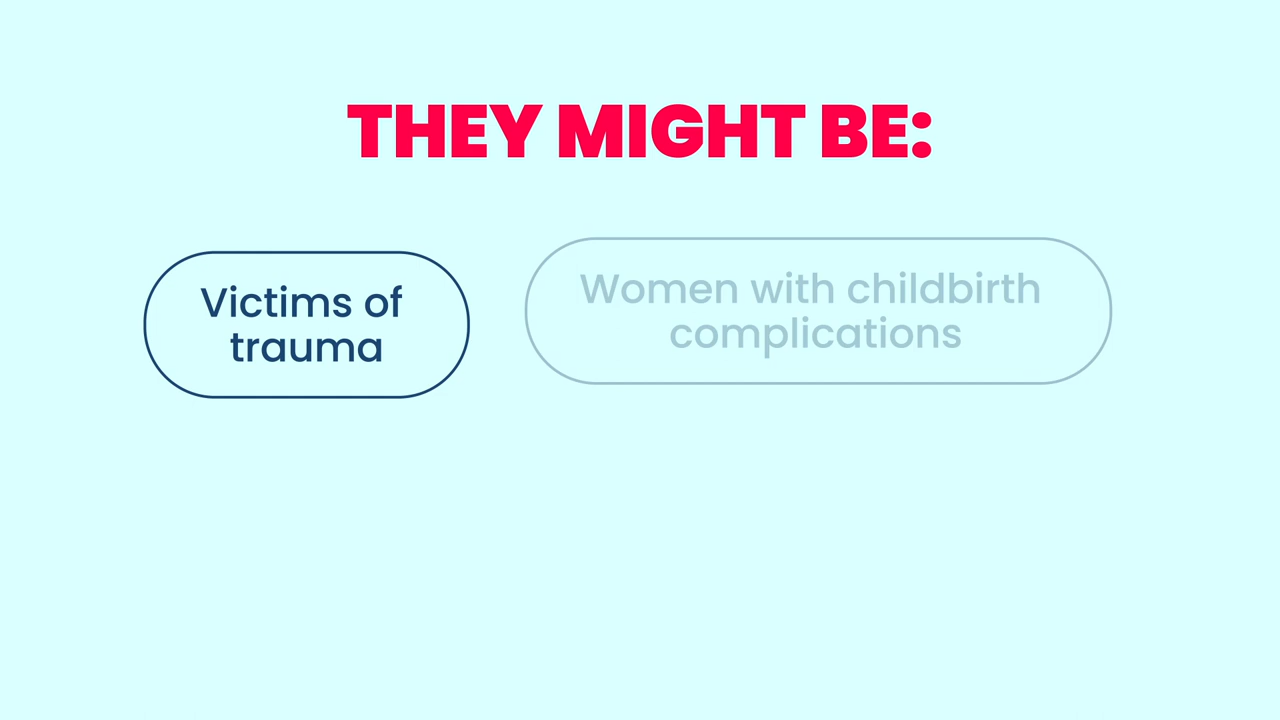 THEY MIGHT BE:
Victims of
trauma
Women with childbirth
complications